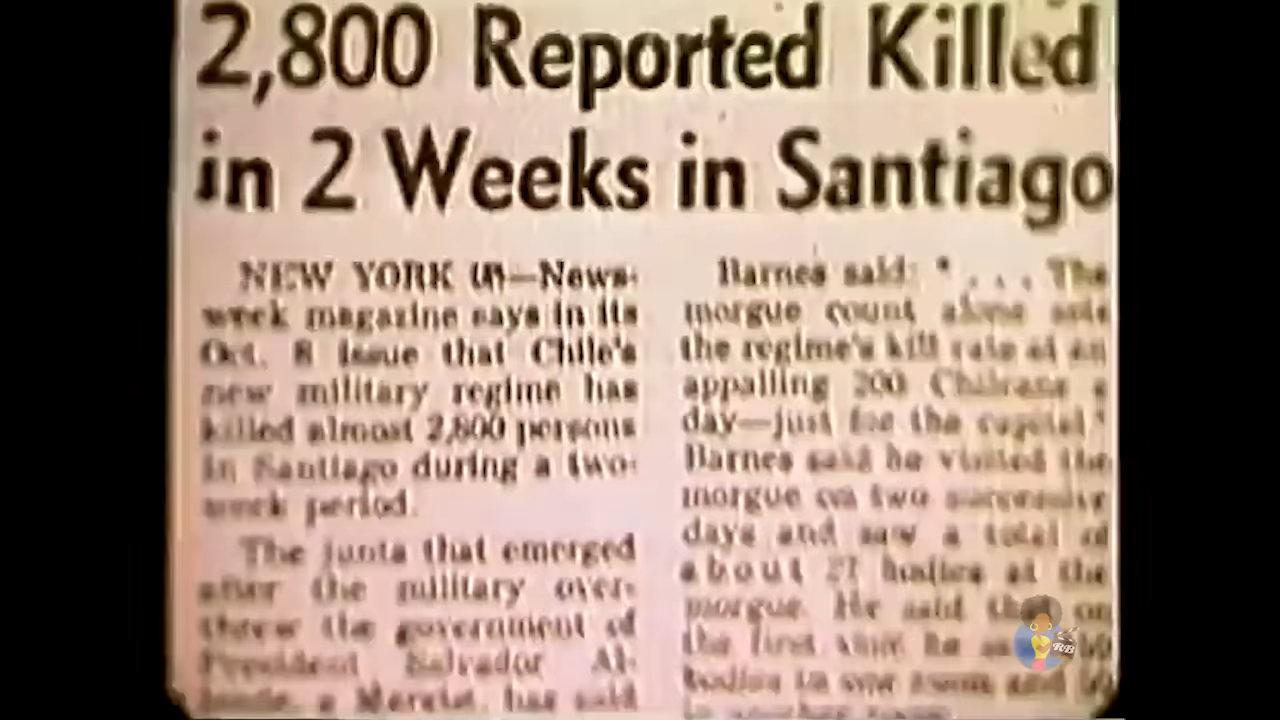 2,800 Reported Killed
in 2 Weeks in Santiago
NEW YORK (AP)—News-
week magazine says in its
Oct. 8 issue that Chile's
new military regime has
killed almost 2,800 persons
in Santiago during a two-
week period.
The junta that emerged
after the military over-
threw the government of
President Salvador Al-
lende, a Marxist, has said
Barnes said: " . . . The
morgue count alone sets
the regime's kill rate at an
appalling 200 Chileans a
day—just for the capital."
Barnes said he visited the
morgue on two successive
days and saw a total of
about 27 bodies at the
morgue. He said that on
the first visit he
bodies in one room and
in another room.
RB